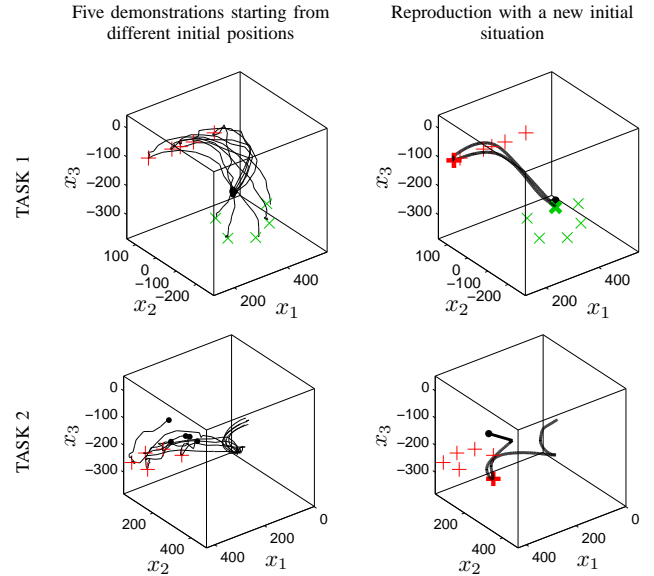 Five demonstrations starting from
different initial positions
Reproduction with a new initial
situation
TASK 1
0
−100
−200
−300
x3
100
0
−100
−200
x2
200
400
x1
0
−100
−200
−300
x3
100
0
−100
−200
x2
200
400
x1
TASK 2
0
−100
−200
−300
x3
200
400
x2
400
200
0
x1
0
−100
−200
−300
x3
200
400
x2
400
200
0
x1